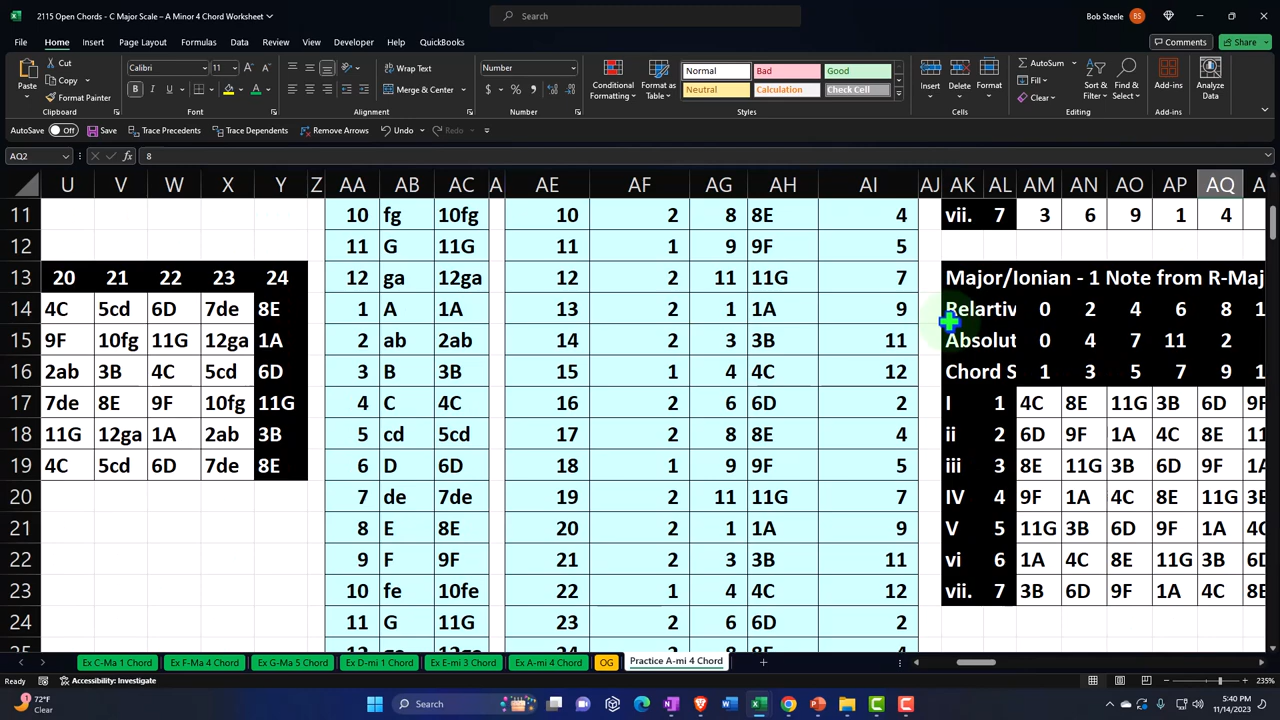 2115 Open Chords - C Major Scale – A Minor 4 Chord Worksheet
Search
Bob Steele BS
File Home Insert Page Layout Formulas Data Review View Developer Help QuickBooks Comments Share
Paste Cut Copy Format Painter
Calibri 11
Wrap Text Merge & Center
Number
Conditional Formatting Format as Table
Normal Bad Good
Neutral Calculation Check Cell
Insert Delete Format
AutoSum Fill Clear
Sort & Filter Find & Select Add-ins Analyze Data
Clipboard Font Alignment Number Styles Cells Editing Add-ins
AutoSave Off Save Trace Precedents Trace Dependents Remove Arrows Undo Redo
AQ2 fx 8
U V W X Y Z AA AB AC A AE AF AG AH AI AJ AK AL AM AN AO AP AQ A
11 10 fg 10fg 10 2 8 8E 4 vii. 7 3 6 9 1 4
12 11 G 11G 11 1 9 9F 5
13 20 21 22 23 24 12 ga 12ga 12 2 11 11G 7 Major/Ionian - 1 Note from R-Maj
14 4C 5cd 6D 7de 8E 1 A 1A 13 2 1 1A 9 Relartiv 0 2 4 6 8 1
15 9F 10fg 11G 12ga 1A 2 ab 2ab 14 2 3 3B 11 Absolut 0 4 7 11 2
16 2ab 3B 4C 5cd 6D 3 B 3B 15 1 4 4C 12 Chord S 1 3 5 7 9 1
17 7de 8E 9F 10fg 11G 4 C 4C 16 2 6 6D 2 I 1 4C 8E 11G 3B 6D 9F
18 11G 12ga 1A 2ab 3B 5 cd 5cd 17 2 8 8E 4 ii 2 6D 9F 1A 4C 8E 11
19 4C 5cd 6D 7de 8E 6 D 6D 18 1 9 9F 5 iii 3 8E 11G 3B 6D 9F 1A
20 7 de 7de 19 2 11 11G 7 IV 4 9F 1A 4C 8E 11G 3B
21 8 E 8E 20 2 1 1A 9 V 5 11G 3B 6D 9F 1A 4C
22 9 F 9F 21 2 3 3B 11 vi 6 1A 4C 8E 11G 3B 6D
23 10 fe 10fe 22 1 4 4C 12 vii. 7 3B 6D 9F 1A 4C 8E
24 11 G 11G 23 2 6 6D 2
Ex C-Ma 1 Chord Ex F-Ma 4 Chord Ex G-Ma 5 Chord Ex D-mi 1 Chord Ex E-mi 3 Chord Ex A-mi 4 Chord OG Practice A-mi 4 Chord
Ready Accessibility: Investigate 235%
72°F
Clear
Search
5:40 PM
11/14/2023